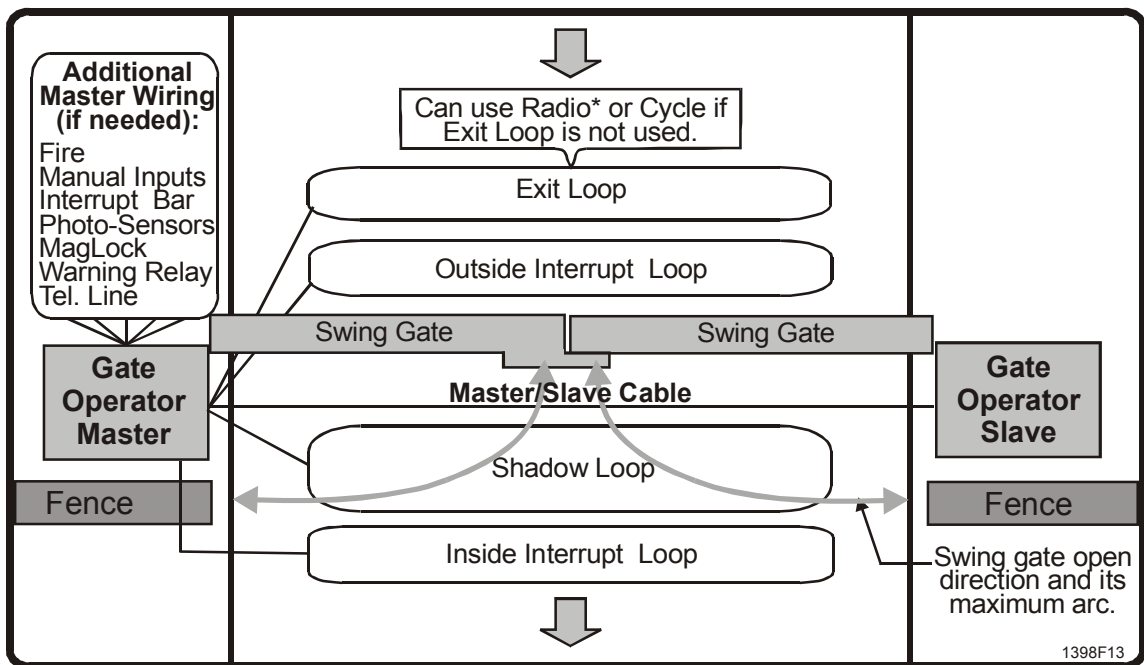 Additional
Master Wiring
(if needed):
Fire
Manual Inputs
Interrupt Bar
Photo-Sensors
MagLock
Warning Relay
Tel. Line
Can use Radio* or Cycle if
Exit Loop is not used.
Exit Loop
Outside Interrupt Loop
Swing Gate
Swing Gate
Gate
Operator
Master
Master/Slave Cable
Gate
Operator
Slave
Shadow Loop
Fence
Fence
Inside Interrupt Loop
Swing gate open
direction and its
maximum arc.
1398F13